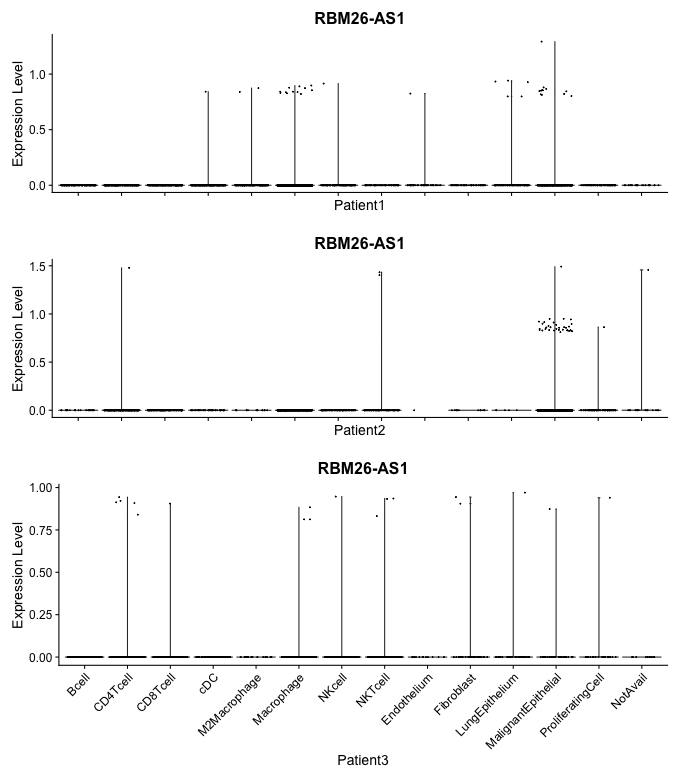 RBM26-AS1
Expression Level
1.0
0.5
0.0
Patient1
RBM26-AS1
Expression Level
1.5
1.0
0.5
0.0
Patient2
RBM26-AS1
Expression Level
1.00
0.75
0.50
0.25
0.00
Bcell
CD4Tcell
CD8Tcell
cDC
M2Macrophage
Macrophage
NKcell
NKTcell
Endothelium
Fibroblast
LungEpithelium
MalignantEpithelial
ProliferatingCell
NotAvail
Patient3